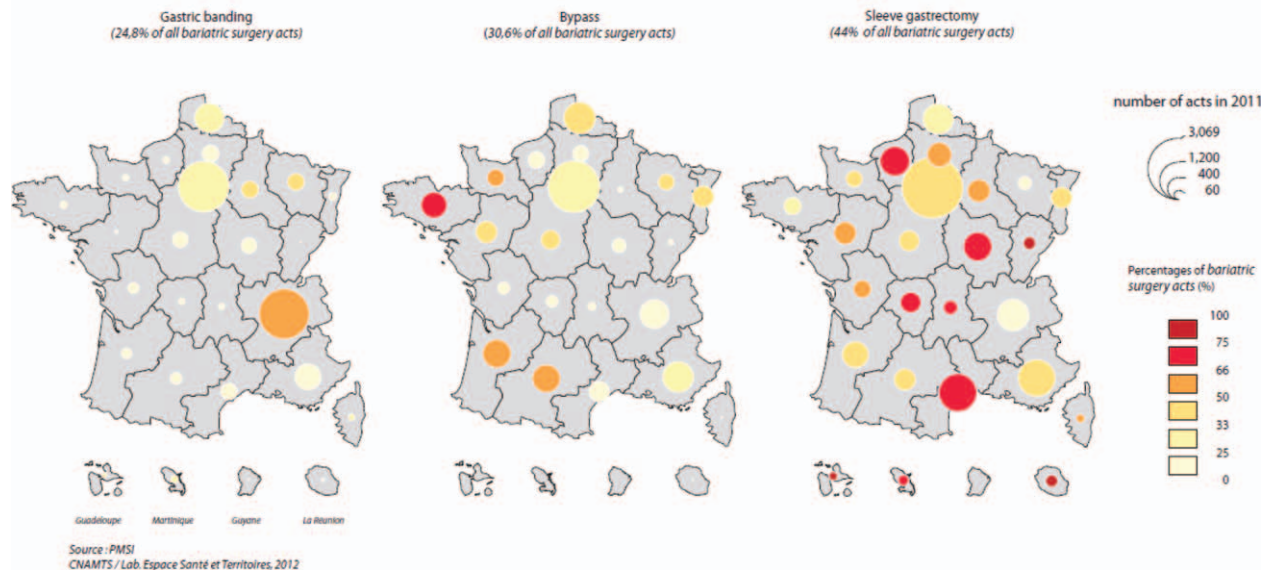 Gastric banding
(24,8% of all bariatric surgery acts)
Bypass
(30,6% of all bariatric surgery acts)
Sleeve gastrectomy
(44% of all bariatric surgery acts)
number of acts in 2011
3,069
1,200
400
60
Percentages of bariatric
surgery acts (%)
100
75
66
50
33
25
0
Guadeloupe
Martinique
Guyane
La Réunion
Source : PMSI
CNAMTS / Lab. Espace Santé et Territoires, 2012